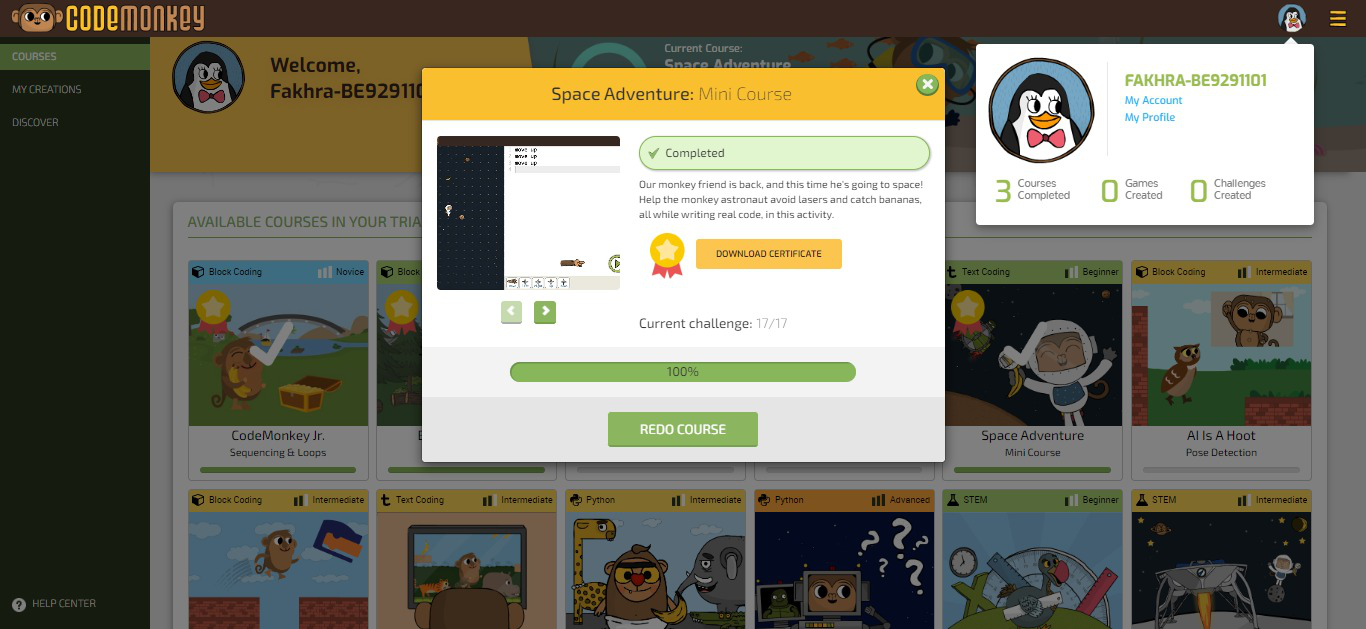 CODEMONKEY
COURSES
MY CREATIONS
DISCOVER
HELP CENTER
Welcome,
Fakhra-BE929110
Current Course:
Space Adventure
FAKHRA-BE9291101
My Account
My Profile
3 Courses Completed
0 Games Created
0 Challenges Created
Space Adventure: Mini Course
move up
move up
move up
Completed
Our monkey friend is back, and this time he's going to space!
Help the monkey astronaut avoid lasers and catch bananas,
all while writing real code, in this activity.
DOWNLOAD CERTIFICATE
Current challenge: 17/17
100%
REDO COURSE
AVAILABLE COURSES IN YOUR TRIA
Block Coding Novice
Block
Text Coding Beginner
Block Coding Intermediate
CodeMonkey Jr.
Sequencing & Loops
Space Adventure
Mini Course
AI Is A Hoot
Pose Detection
Block Coding Intermediate
Text Coding Intermediate
Python Intermediate
Python Advanced
STEM Beginner
STEM Intermediate